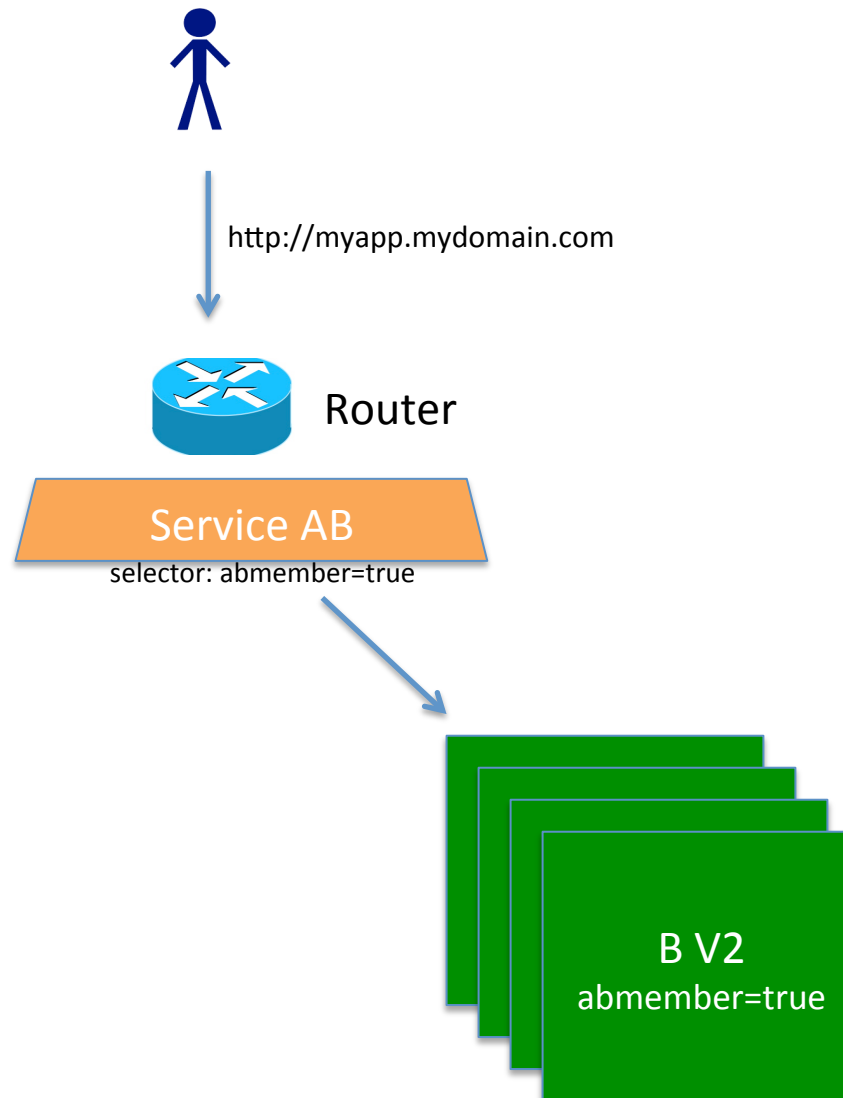 http://myapp.mydomain.com
Router
Service AB
selector: abmember=true
B V2
abmember=true